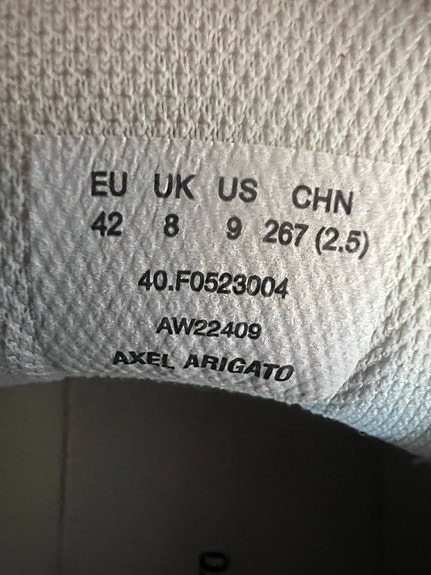 EU UK US CHN
42 8 9 267 (2.5)
40.F0523004
AW22409
AXEL ARIGATO